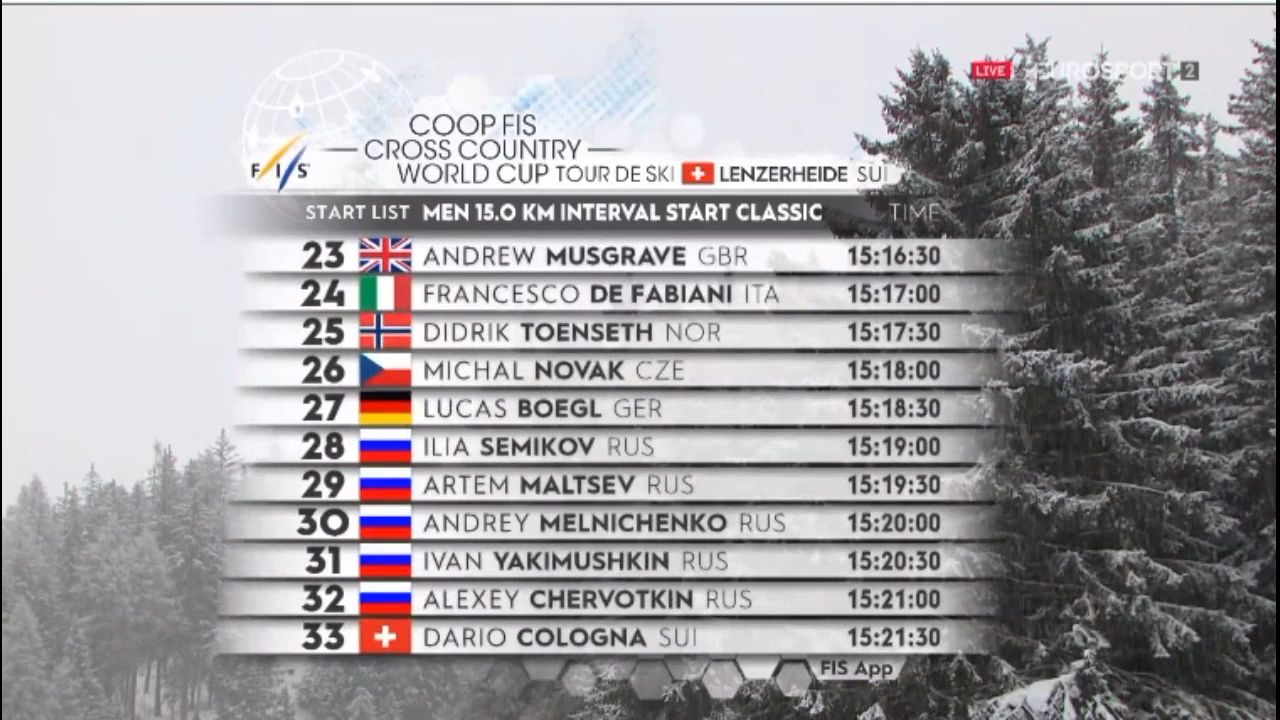 LIVE EUROSPORT 2
COOP FIS
CROSS COUNTRY
FIS
WORLD CUP TOUR DE SKI LENZERHEIDE SUI
START LIST MEN 15.0 KM INTERVAL START CLASSIC TIME
23 ANDREW MUSGRAVE GBR 15:16:30
24 FRANCESCO DE FABIANI ITA 15:17:00
25 DIDRIK TOENSETH NOR 15:17:30
26 MICHAL NOVAK CZE 15:18:00
27 LUCAS BOEGL GER 15:18:30
28 ILIA SEMIKOV RUS 15:19:00
29 ARTEM MALTSEV RUS 15:19:30
30 ANDREY MELNICHENKO RUS 15:20:00
31 IVAN YAKIMUSHKIN RUS 15:20:30
32 ALEXEY CHERVOTKIN RUS 15:21:00
33 DARIO COLOGNA SUI 15:21:30
FIS App